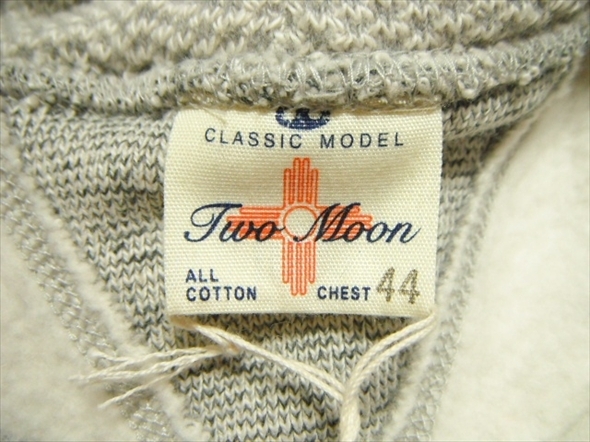 CLASSIC MODEL
Two Moon
ALL
COTTON CHEST 44